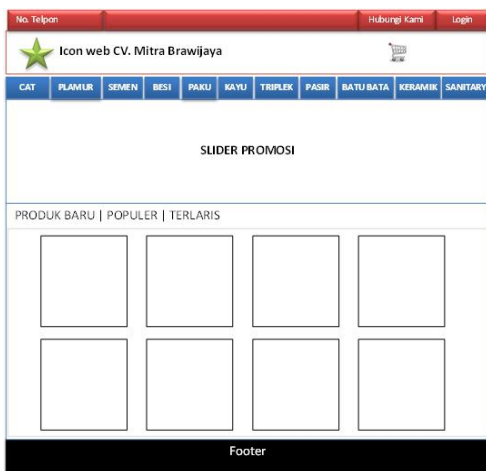 No. Telpon Hubungi Kami Login
Icon web CV. Mitra Brawijaya
CAT PLAMUR SEMEN BESI PAKU KAYU TRIPLEK PASIR BATU BATA KERAMIK SANITARY
SLIDER PROMOSI
PRODUK BARU | POPULER | TERLARIS
Footer